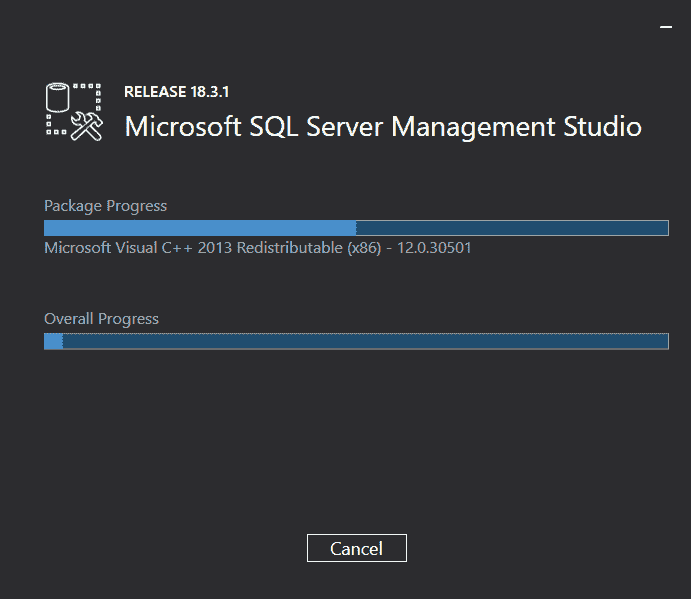 RELEASE 18.3.1
Microsoft SQL Server Management Studio
Package Progress
Microsoft Visual C++ 2013 Redistributable (x86) - 12.0.30501
Overall Progress
Cancel